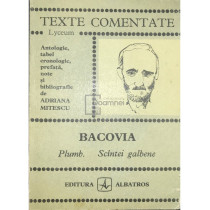 TEXTE COMENTATE
Lyceum
Antologie,
tabel
cronologic,
prefață,
note
și
bibliografie
de
ADRIANA
MITESCU
BACOVIA
Plumb. Scîntei galbene
EDITURA A ALBATROS